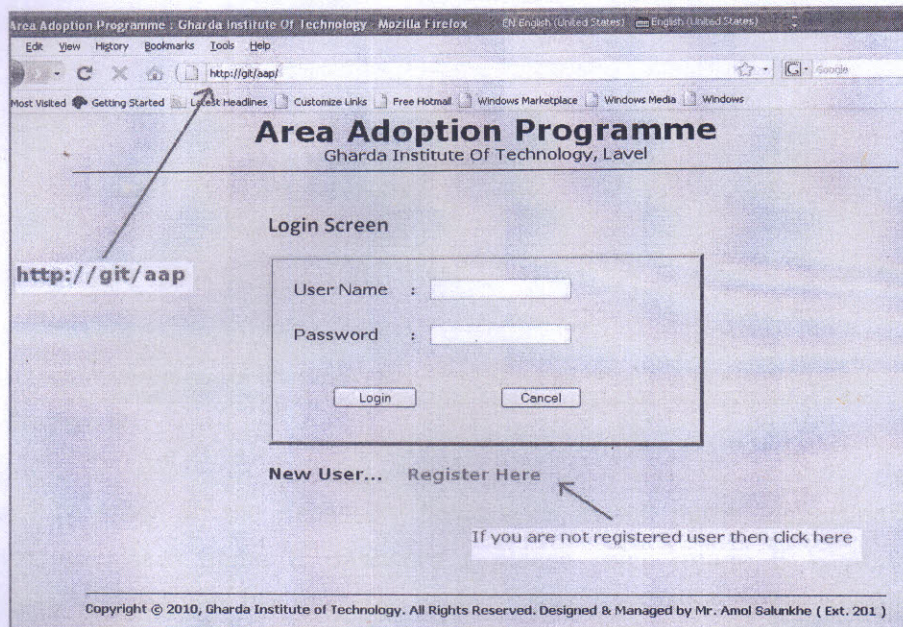 Area Adoption Programme : Gharda Institute Of Technology - Mozilla Firefox EN English (United States) English (United States)
Edit View History Bookmarks Tools Help
http://git/aap/ Google
Most Visited Getting Started Latest Headlines Customize Links Free Hotmail Windows Marketplace Windows Media Windows
Area Adoption Programme
Gharda Institute Of Technology, Lavel
Login Screen
http://git/aap
User Name :
Password :
Login Cancel
New User... Register Here
If you are not registered user then click here
Copyright © 2010, Gharda Institute of Technology. All Rights Reserved. Designed & Managed by Mr. Amol Salunkhe ( Ext. 201 )